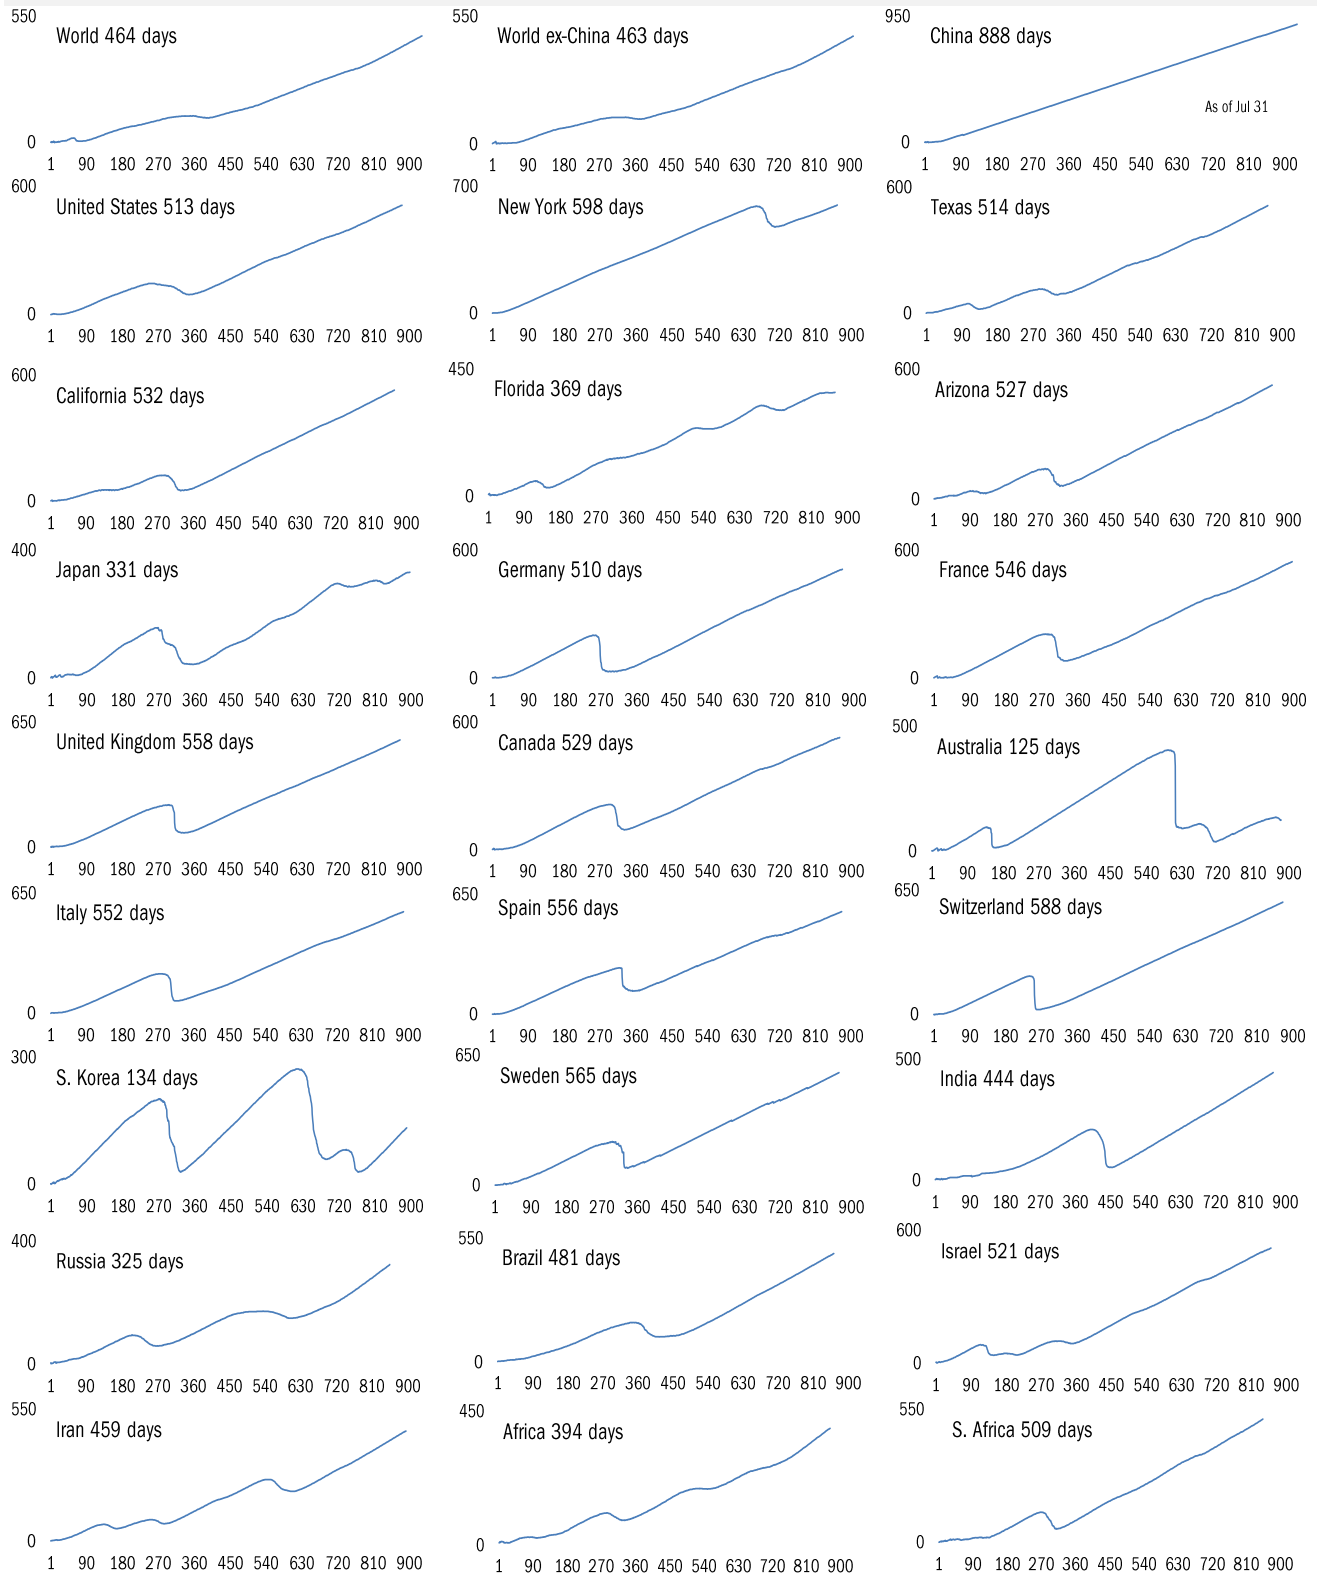 550
World 464 days
0
1 90 180 270 360 450 540 630 720 810 900
550
World ex-China 463 days
0
1 90 180 270 360 450 540 630 720 810 900
950
China 888 days
As of Jul 31
0
1 90 180 270 360 450 540 630 720 810 900
600
United States 513 days
0
1 90 180 270 360 450 540 630 720 810 900
700
New York 598 days
0
1 90 180 270 360 450 540 630 720 810 900
600
Texas 514 days
0
1 90 180 270 360 450 540 630 720 810 900
600
California 532 days
0
1 90 180 270 360 450 540 630 720 810 900
450
Florida 369 days
0
1 90 180 270 360 450 540 630 720 810 900
600
Arizona 527 days
0
1 90 180 270 360 450 540 630 720 810 900
400
Japan 331 days
0
1 90 180 270 360 450 540 630 720 810 900
600
Germany 510 days
0
1 90 180 270 360 450 540 630 720 810 900
600
France 546 days
0
1 90 180 270 360 450 540 630 720 810 900
650
United Kingdom 558 days
0
1 90 180 270 360 450 540 630 720 810 900
600
Canada 529 days
0
1 90 180 270 360 450 540 630 720 810 900
500
Australia 125 days
0
1 90 180 270 360 450 540 630 720 810 900
650
Italy 552 days
0
1 90 180 270 360 450 540 630 720 810 900
650
Spain 556 days
0
1 90 180 270 360 450 540 630 720 810 900
650
Switzerland 588 days
0
1 90 180 270 360 450 540 630 720 810 900
300
S. Korea 134 days
0
1 90 180 270 360 450 540 630 720 810 900
650
Sweden 565 days
0
1 90 180 270 360 450 540 630 720 810 900
500
India 444 days
0
1 90 180 270 360 450 540 630 720 810 900
400
Russia 325 days
0
1 90 180 270 360 450 540 630 720 810 900
550
Brazil 481 days
0
1 90 180 270 360 450 540 630 720 810 900
600
Israel 521 days
0
1 90 180 270 360 450 540 630 720 810 900
550
Iran 459 days
0
1 90 180 270 360 450 540 630 720 810 900
450
Africa 394 days
0
1 90 180 270 360 450 540 630 720 810 900
550
S. Africa 509 days
0
1 90 180 270 360 450 540 630 720 810 900